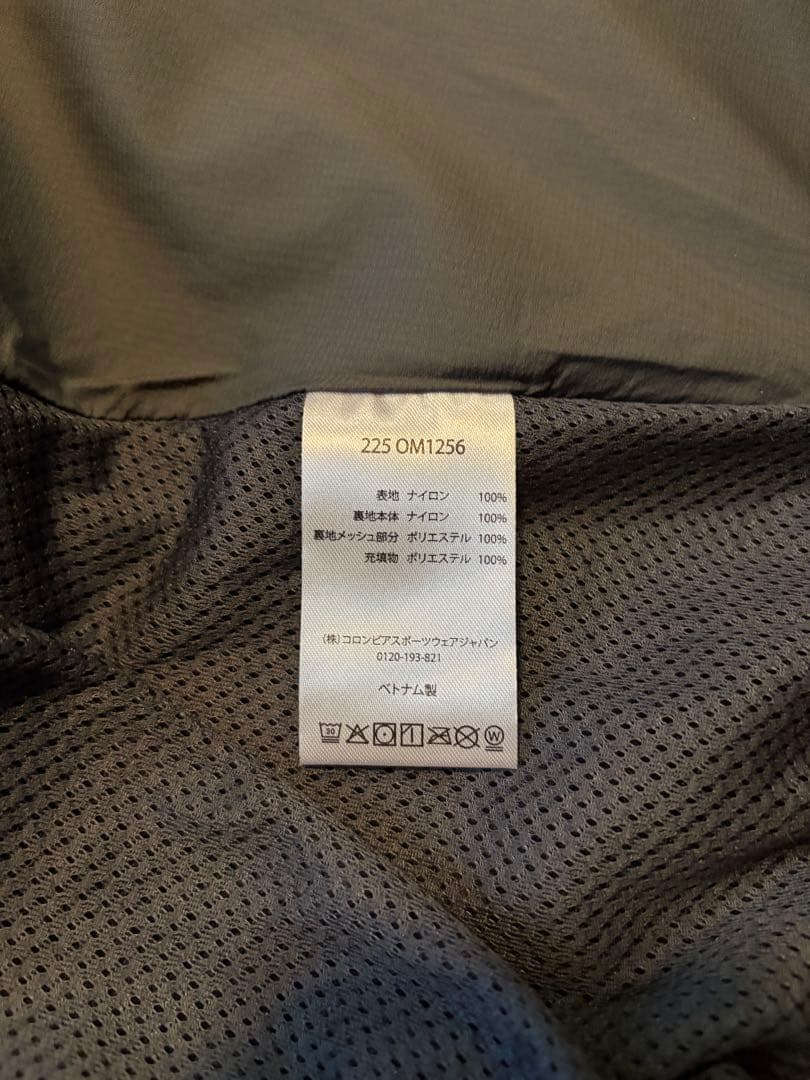 225 OM1256
表地 ナイロン 100%
裏地本体 ナイロン 100%
裏地メッシュ部分 ポリエステル 100%
充填物 ポリエステル 100%
(株)コロンビアスポーツウェアジャパン
0120-193-821
ベトナム製
30 W